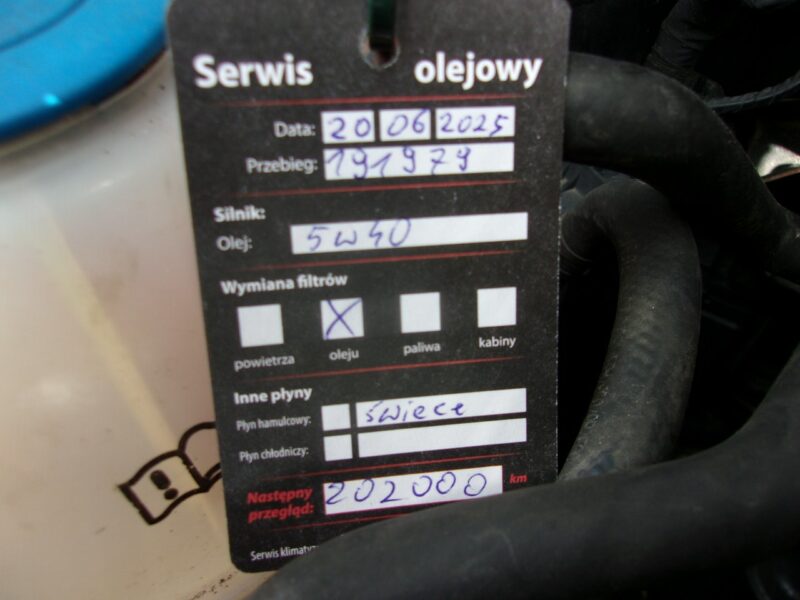 Serwis olejowy
Data: 20 06 2025
Przebieg: 191979
Silnik:
Olej: 5w40
Wymiana filtrów
X
powietrza oleju paliwa kabiny
Inne płyny
Płyn hamulcowy: świece
Płyn chłodniczy:
Następny
przegląd: 202000 km
Serwis